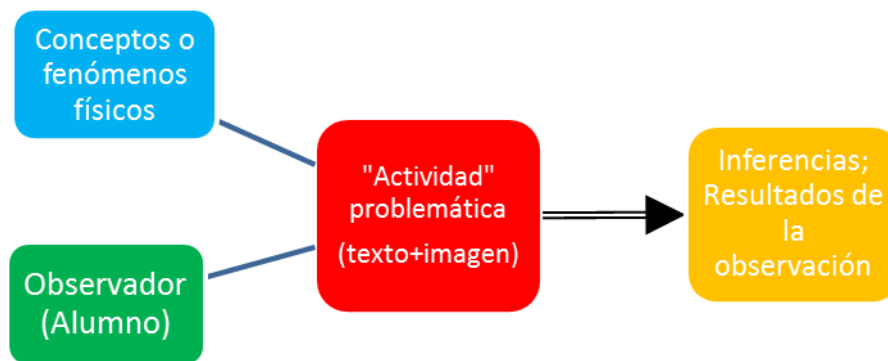 Conceptos o
fenómenos
físicos
Observador
(Alumno)
"Actividad"
problemática
(texto+imagen)
Inferencias;
Resultados de
la
observación